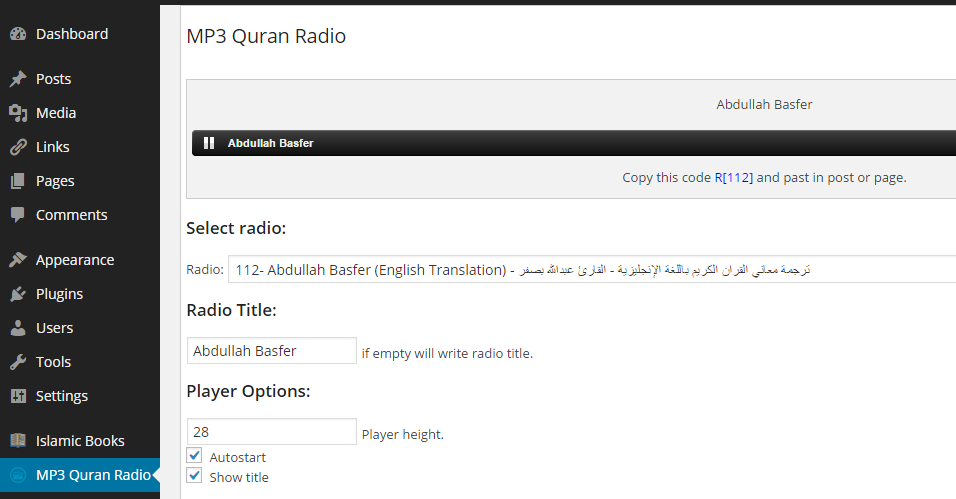 Dashboard
Posts
Media
Links
Pages
Comments
Appearance
Plugins
Users
Tools
Settings
Islamic Books
MP3 Quran Radio
MP3 Quran Radio
Abdullah Basfer
Abdullah Basfer
Copy this code R[112] and past in post or page.
Select radio:
Radio: 112- Abdullah Basfer (English Translation) - ترجمة معاني القران الكريم باللغة الإنجليزية - القارئ عبدالله بصفر
Radio Title:
Abdullah Basfer if empty will write radio title.
Player Options:
28 Player height.
Autostart
Show title